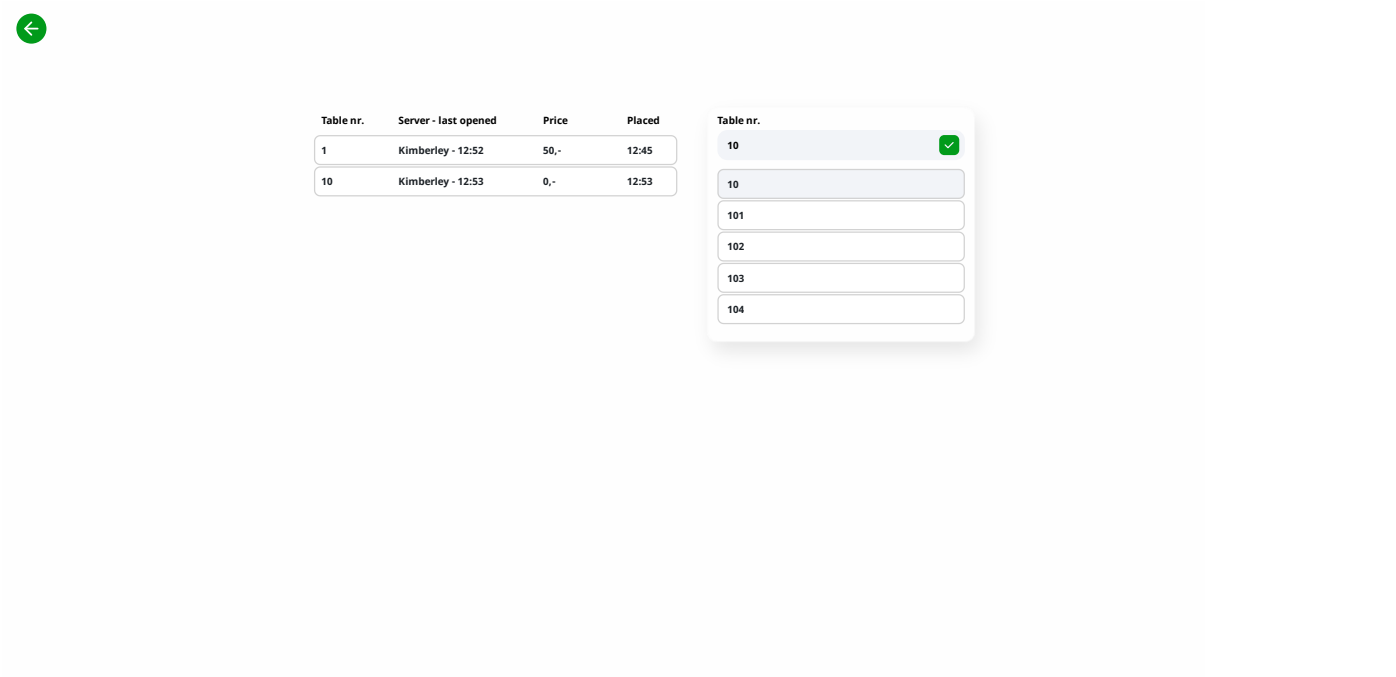 Table nr. Server - last opened Price Placed
1 Kimberley - 12:52 50,- 12:45
10 Kimberley - 12:53 0,- 12:53
Table nr.
10
10
101
102
103
104